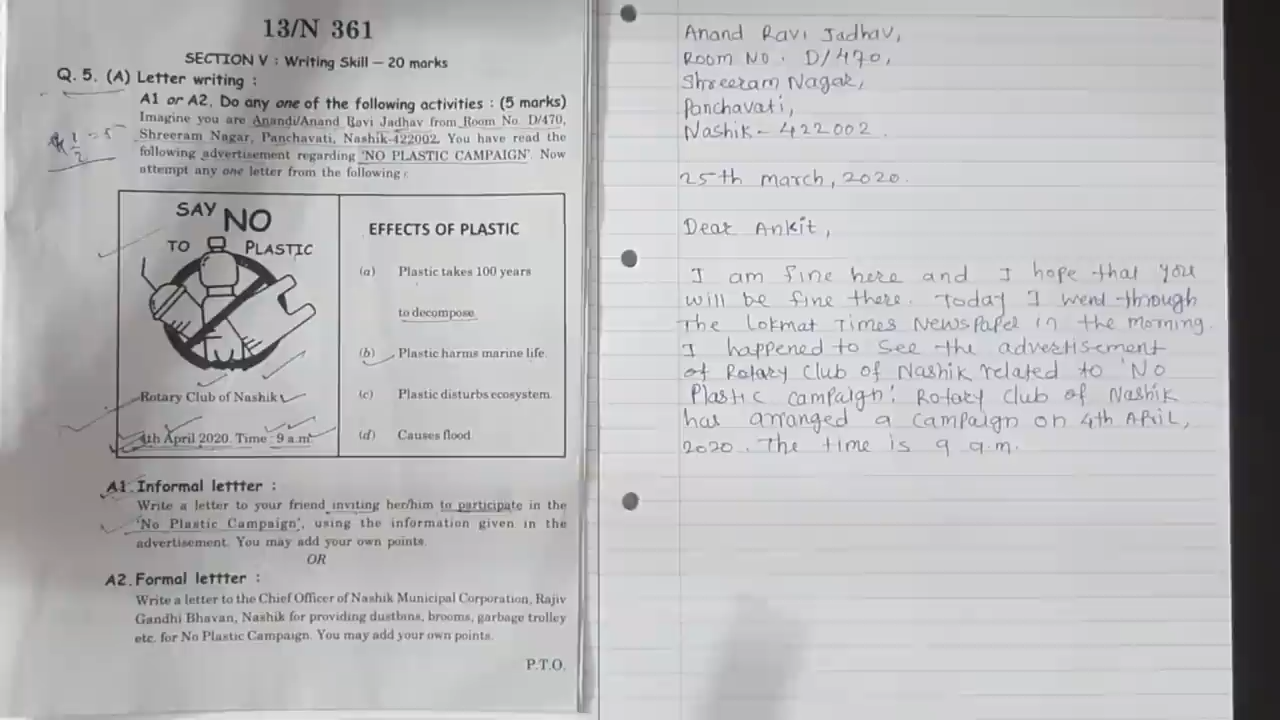 13/N 361
SECTION V : Writing Skill – 20 marks
Q. 5. (A) Letter writing :
A1 or A2, Do any one of the following activities : (5 marks)
Imagine you are Anandi/Anand Ravi Jadhav from Room No. D/470,
Shreeram Nagar, Panchavati, Nashik-422002. You have read the
following advertisement regarding 'NO PLASTIC CAMPAIGN'. Now
attempt any one letter from the following :
SAY NO
TO PLASTIC
Rotary Club of Nashik
4th April 2020. Time : 9 a.m.
EFFECTS OF PLASTIC
(a) Plastic takes 100 years
to decompose.
(b) Plastic harms marine life.
(c) Plastic disturbs ecosystem.
(d) Causes flood.
A1. Informal lettter :
Write a letter to your friend inviting her/him to participate in the
'No Plastic Campaign', using the information given in the
advertisement. You may add your own points.
OR
A2. Formal lettter :
Write a letter to the Chief Officer of Nashik Municipal Corporation, Rajiv
Gandhi Bhavan, Nashik for providing dustbans, brooms, garbage trolley
etc. for No Plastic Campaign. You may add your own points.
P.T.O.
Anand Ravi Jadhav,
Room No. D/470,
Shreeram Nagar,
Panchavati,
Nashik - 422002.
25th march, 2020.
Dear Ankit,
I am fine here and I hope that you
will be fine there. Today I went through
The Lokmat Times Newspaper in the morning.
I happened to see the advertisement
of Rotary Club of Nashik related to 'No
Plastic campaign'. Rotary Club of Nashik
has arranged a campaign on 4th April,
2020. The time is 9 a.m.